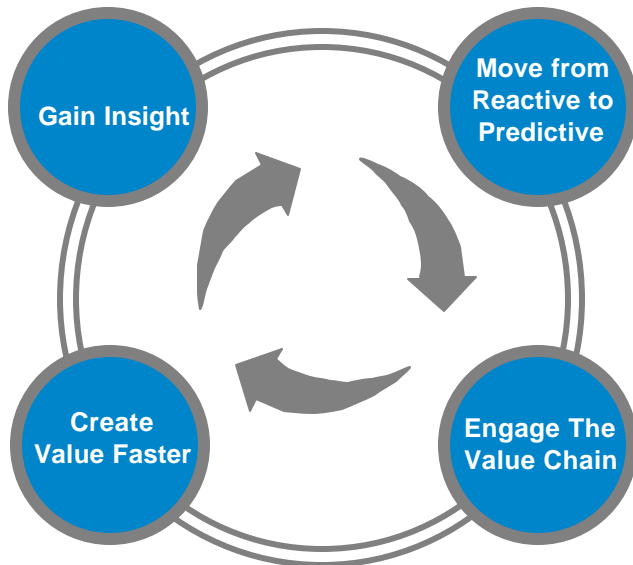 Gain Insight
Move from
Reactive to
Predictive
Create
Value Faster
Engage The
Value Chain